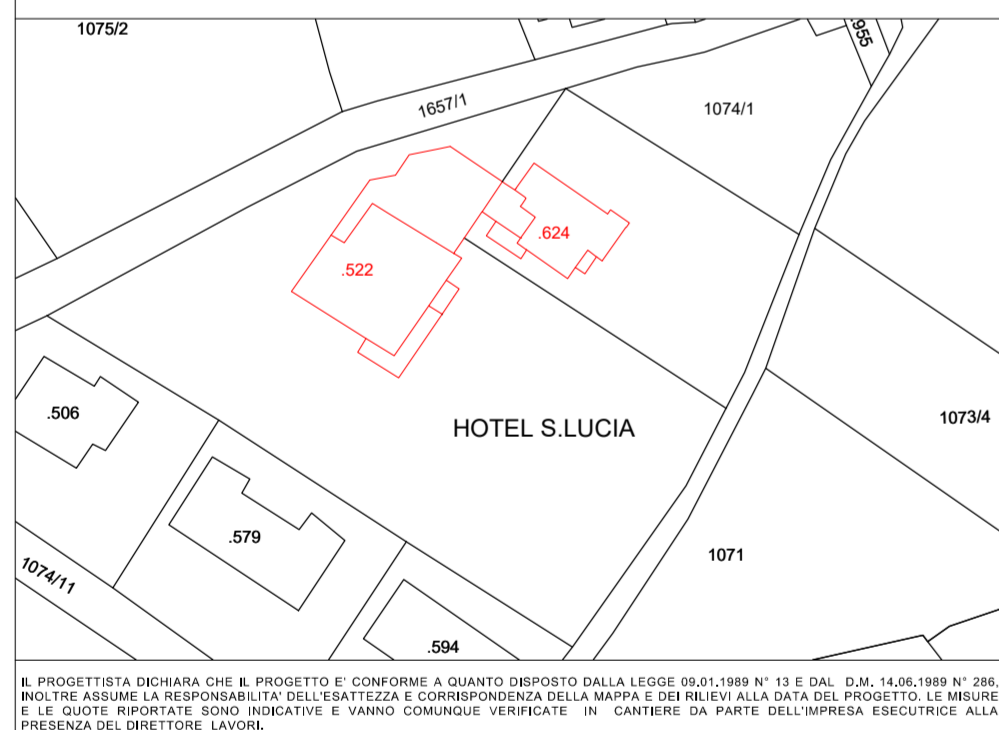 1075/2
.955
1657/1
1074/1
.624
.522
.506
HOTEL S.LUCIA
1073/4
.579
1071
1074/11
.594
IL PROGETTISTA DICHIARA CHE IL PROGETTO E' CONFORME A QUANTO DISPOSTO DALLA LEGGE 09.01.1989 N° 13 E DAL D.M. 14.06.1989 N° 286,
INOLTRE ASSUME LA RESPONSABILITA' DELL'ESATTEZZA E CORRISPONDENZA DELLA MAPPA E DEI RILIEVI ALLA DATA DEL PROGETTO. LE MISURE
E LE QUOTE RIPORTATE SONO INDICATIVE E VANNO COMUNQUE VERIFICATE IN CANTIERE DA PARTE DELL'IMPRESA ESECUTRICE ALLA
PRESENZA DEL DIRETTORE LAVORI.